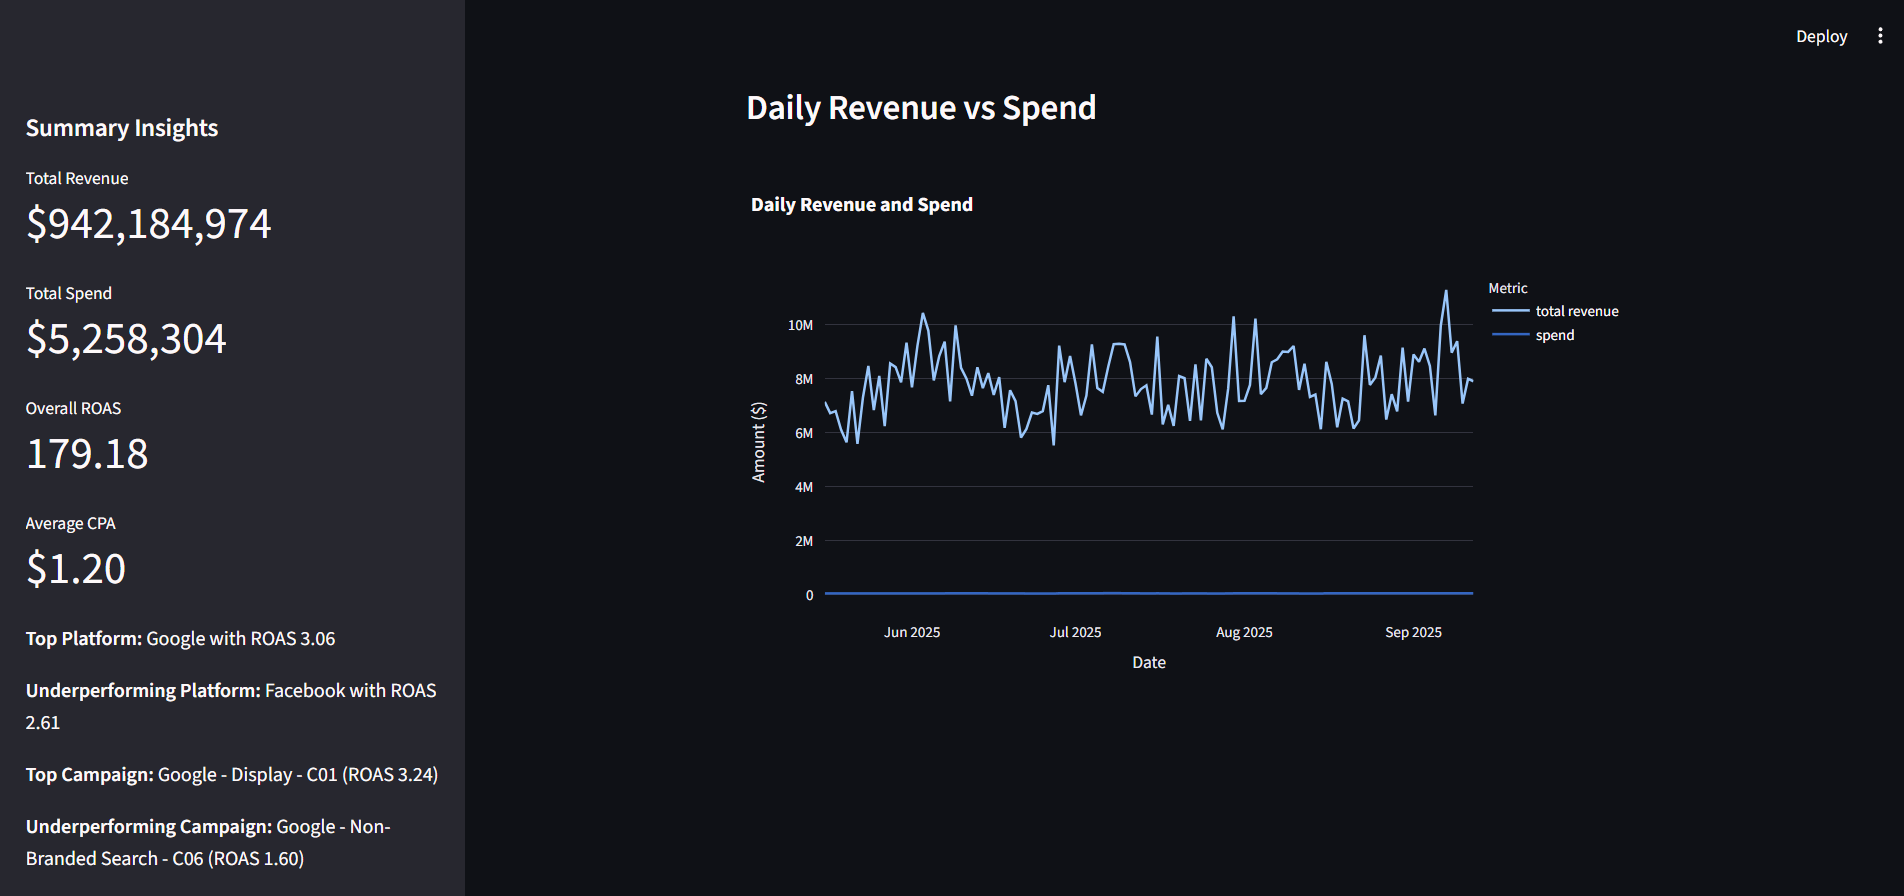 Deploy
Summary Insights
Total Revenue
$942,184,974
Total Spend
$5,258,304
Overall ROAS
179.18
Average CPA
$1.20
Top Platform: Google with ROAS 3.06
Underperforming Platform: Facebook with ROAS
2.61
Top Campaign: Google - Display - C01 (ROAS 3.24)
Underperforming Campaign: Google - Non-
Branded Search - C06 (ROAS 1.60)
Daily Revenue vs Spend
Daily Revenue and Spend
Metric
total revenue
spend
Amount ($)
10M
8M
6M
4M
2M
0
Jun 2025 Jul 2025 Aug 2025 Sep 2025
Date